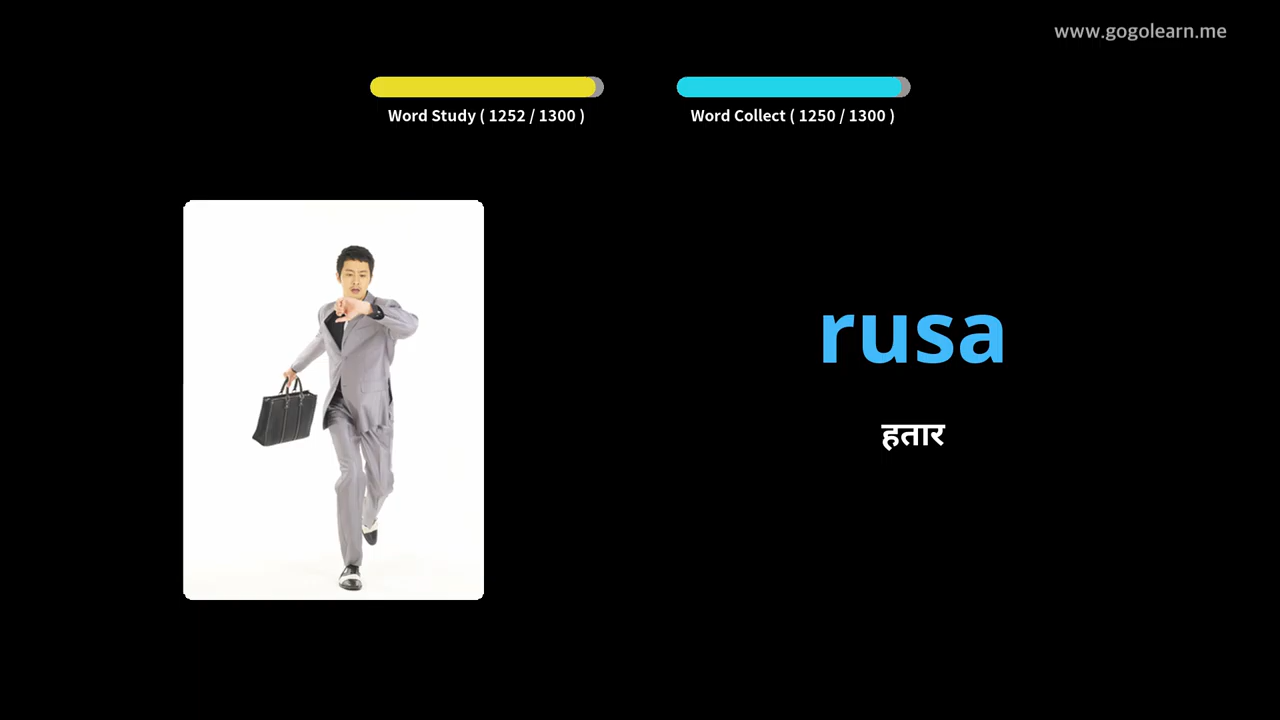 www.gogolearn.me
Word Study ( 1252 / 1300 )
Word Collect ( 1250 / 1300 )
rusa
हतार